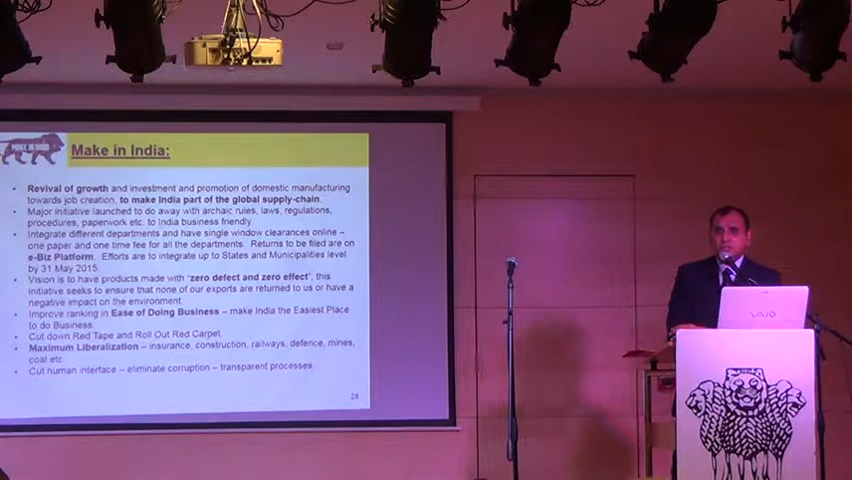 MAKE IN INDIA
Make in India:
• Revival of growth and investment and promotion of domestic manufacturing
towards job creation, to make India part of the global supply-chain.
• Major initiative launched to do away with archaic rules, laws, regulations,
procedures, paperwork etc. to India business friendly.
• Integrate different departments and have single window clearances online –
one paper and one time fee for all the departments. Returns to be filed are on
e-Biz Platform. Efforts are to integrate up to States and Municipalities level
by 31 May 2015.
• Vision is to have products made with "zero defect and zero effect", this
initiative seeks to ensure that none of our exports are returned to us or have a
negative impact on the environment.
• Improve ranking in Ease of Doing Business – make India the Easiest Place
to do Business.
• Cut down Red Tape and Roll Out Red Carpet.
• Maximum Liberalization – insurance, construction, railways, defence, mines,
coal etc.
• Cut human interface – eliminate corruption – transparent processes.
VAIO